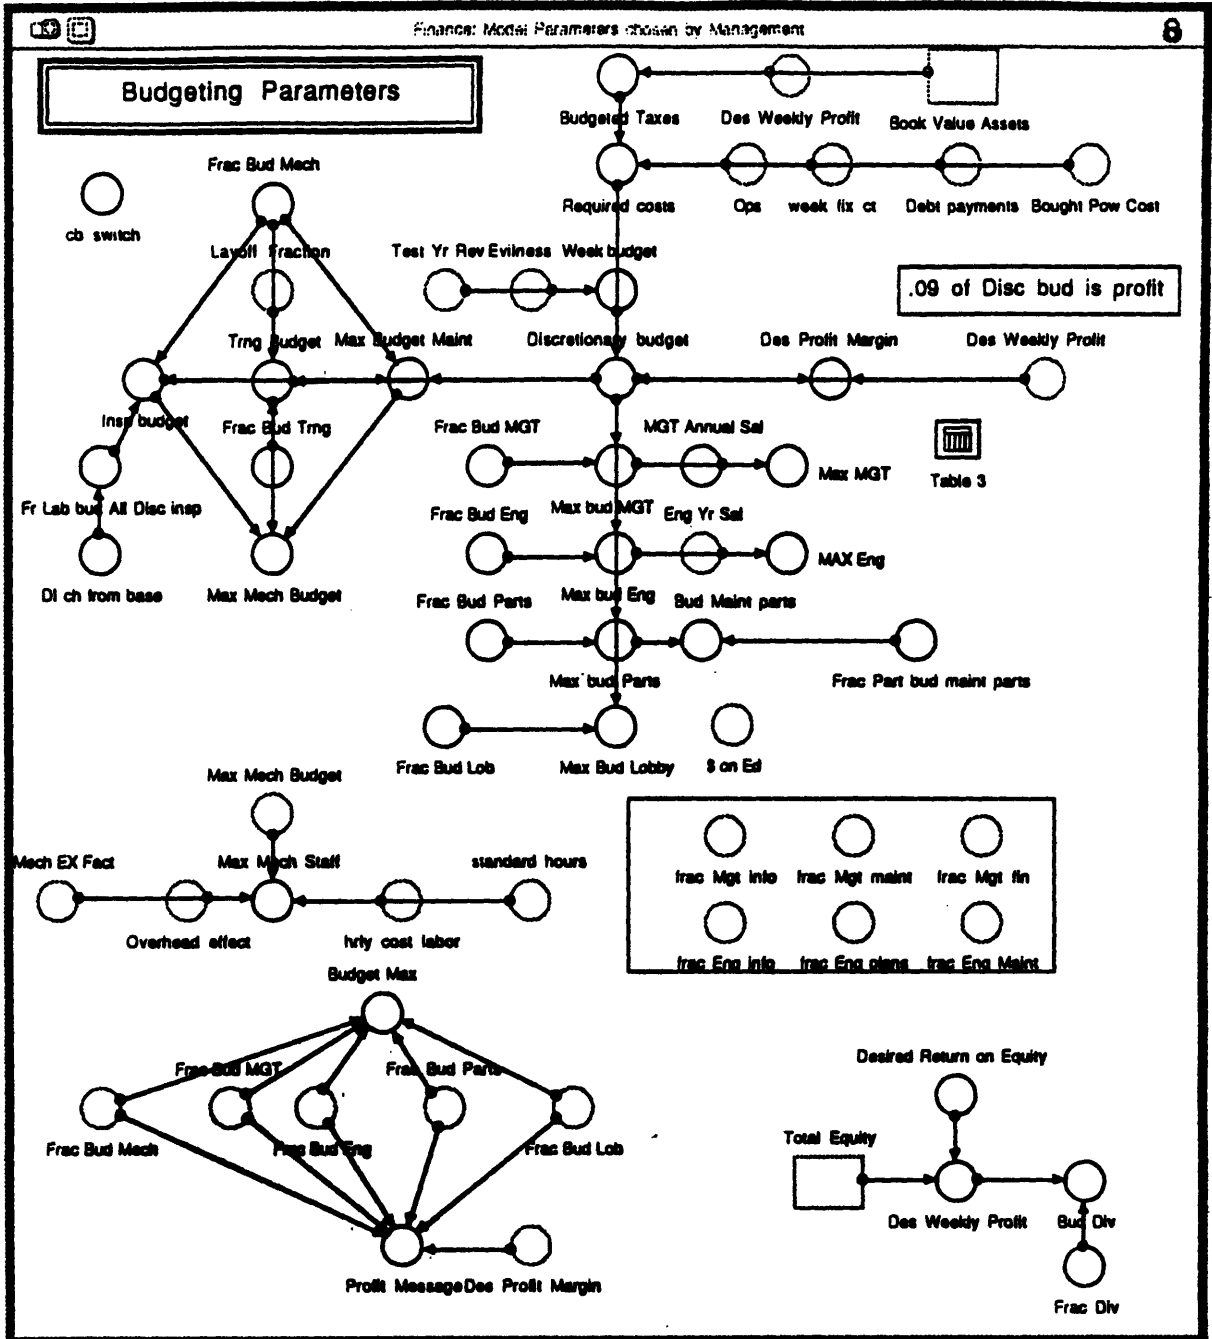 Finance: Model Parameters chosen by Management
8
Budgeting Parameters
Budgeted Taxes
Des Weekly Profit
Book Value Assets
Frac Bud Mech
cb switch
Required costs
Ops
week fix ct
Debt payments
Bought Pow Cost
Layoff Fraction
Test Yr Rev
Evilness
Week budget
.09 of Disc bud is profit
Trng Budget
Max Budget Maint
Discretionary budget
Des Profit Margin
Des Weekly Profit
Insp budget
Frac Bud Trng
Frac Bud MGT
MGT Annual Sal
Max MGT
Table 3
Fr Lab bud All Disc insp
Frac Bud Eng
Max bud MGT
Eng Yr Sal
MAX Eng
DI ch from base
Max Mech Budget
Frac Bud Parts
Max bud Eng
Bud Maint parts
Max bud Parts
Frac Part bud maint parts
Frac Bud Lob
Max Bud Lobby
$ on Ed
Max Mech Budget
Mech EX Fact
Max Mech Staff
standard hours
frac Mgt info
frac Mgt maint
frac Mgt fin
Overhead effect
hrly cost labor
frac Eng info
frac Eng plans
frac Eng Maint
Budget Max
Frac Bud MGT
Frac Bud Parts
Desired Return on Equity
Frac Bud Mech
Frac Bud Eng
Frac Bud Lob
Total Equity
Des Weekly Profit
Bud Div
Profit Message
Des Profit Margin
Frac Div